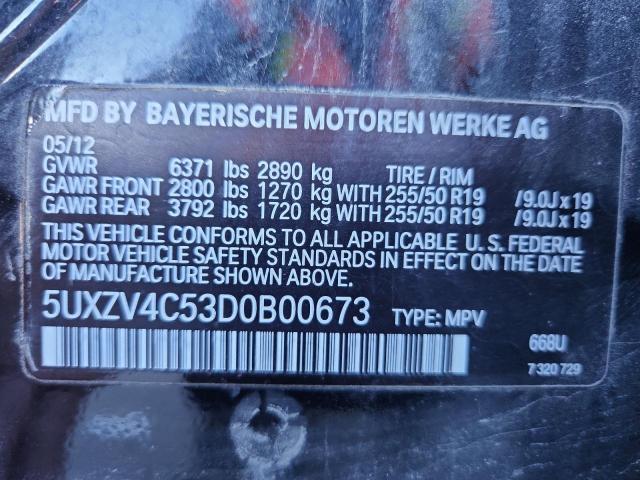 MFD BY BAYERISCHE MOTOREN WERKE AG
05/12
GVWR 6371 lbs 2890 kg TIRE / RIM
GAWR FRONT 2800 lbs 1270 kg WITH 255/50 R19 /9.0J x 19
GAWR REAR 3792 lbs 1720 kg WITH 255/50 R19 /9.0J x 19
THIS VEHICLE CONFORMS TO ALL APPLICABLE U.S. FEDERAL
MOTOR VEHICLE SAFETY STANDARDS IN EFFECT ON THE DATE
OF MANUFACTURE SHOWN ABOVE.
5UXZV4C53D0B00673 TYPE: MPV
668U
7 320 729